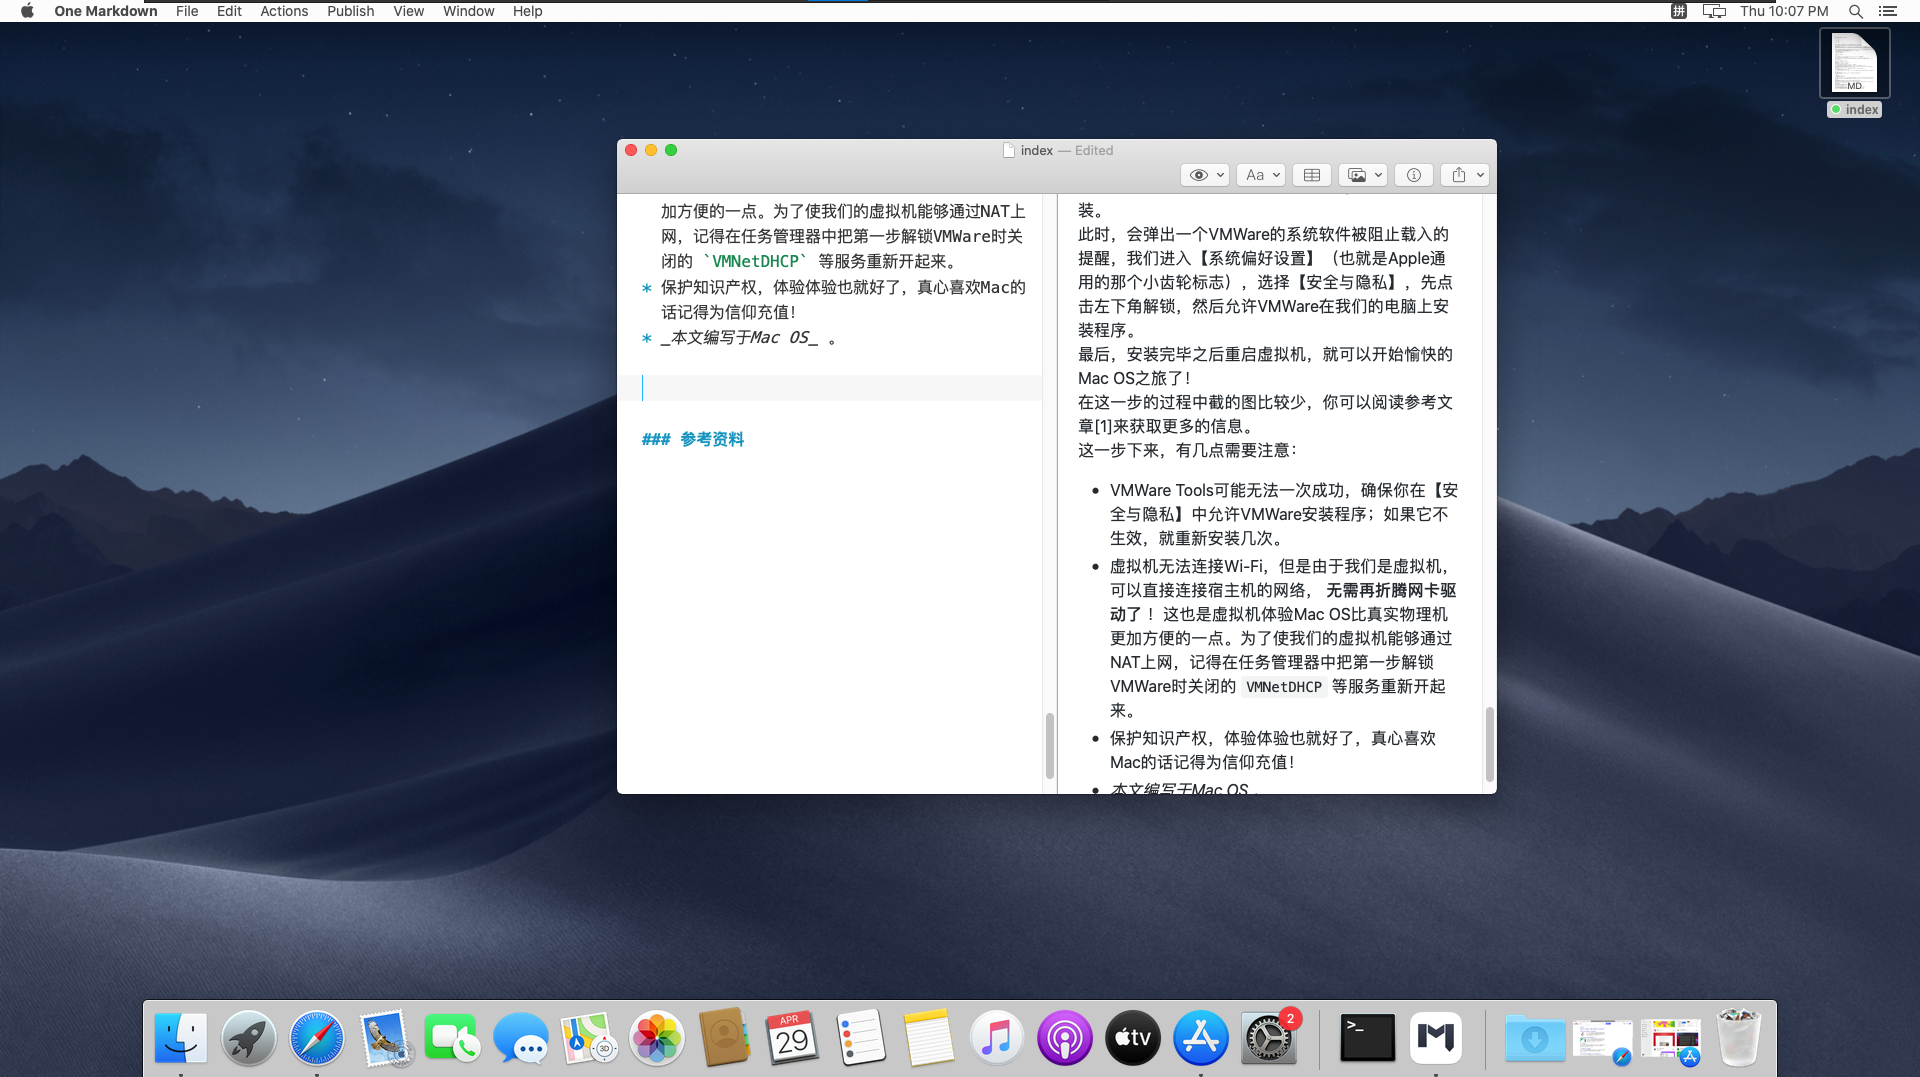 One Markdown File Edit Actions Publish View Window Help
拼 Thu 10:07 PM
MD
index
index — Edited
Aa
加方便的一点。为了使我们的虚拟机能够通过NAT上
网，记得在任务管理器中把第一步解锁VMWare时关
闭的 `VMNetDHCP` 等服务重新开起来。
* 保护知识产权，体验体验也就好了，真心喜欢Mac的
话记得为信仰充值！
* _本文编写于Mac OS_ 。
### 参考资料
装。
此时，会弹出一个VMWare的系统软件被阻止载入的
提醒，我们进入【系统偏好设置】（也就是Apple通
用的那个小齿轮标志），选择【安全与隐私】，先点
击左下角解锁，然后允许VMWare在我们的电脑上安
装程序。
最后，安装完毕之后重启虚拟机，就可以开始愉快的
Mac OS之旅了！
在这一步的过程中截的图比较少，你可以阅读参考文
章[1]来获取更多的信息。
这一步下来，有几点需要注意：
• VMWare Tools可能无法一次成功，确保你在【安
全与隐私】中允许VMWare安装程序；如果它不
生效，就重新安装几次。
• 虚拟机无法连接Wi-Fi，但是由于我们是虚拟机，
可以直接连接宿主机的网络， 无需再折腾网卡驱
动了 ！这也是虚拟机体验Mac OS比真实物理机
更加方便的一点。为了使我们的虚拟机能够通过
NAT上网，记得在任务管理器中把第一步解锁
VMWare时关闭的 VMNetDHCP 等服务重新开起
来。
• 保护知识产权，体验体验也就好了，真心喜欢
Mac的话记得为信仰充值！
• 本文编写于Mac OS 。
3D
APR
29
tv
2
>_